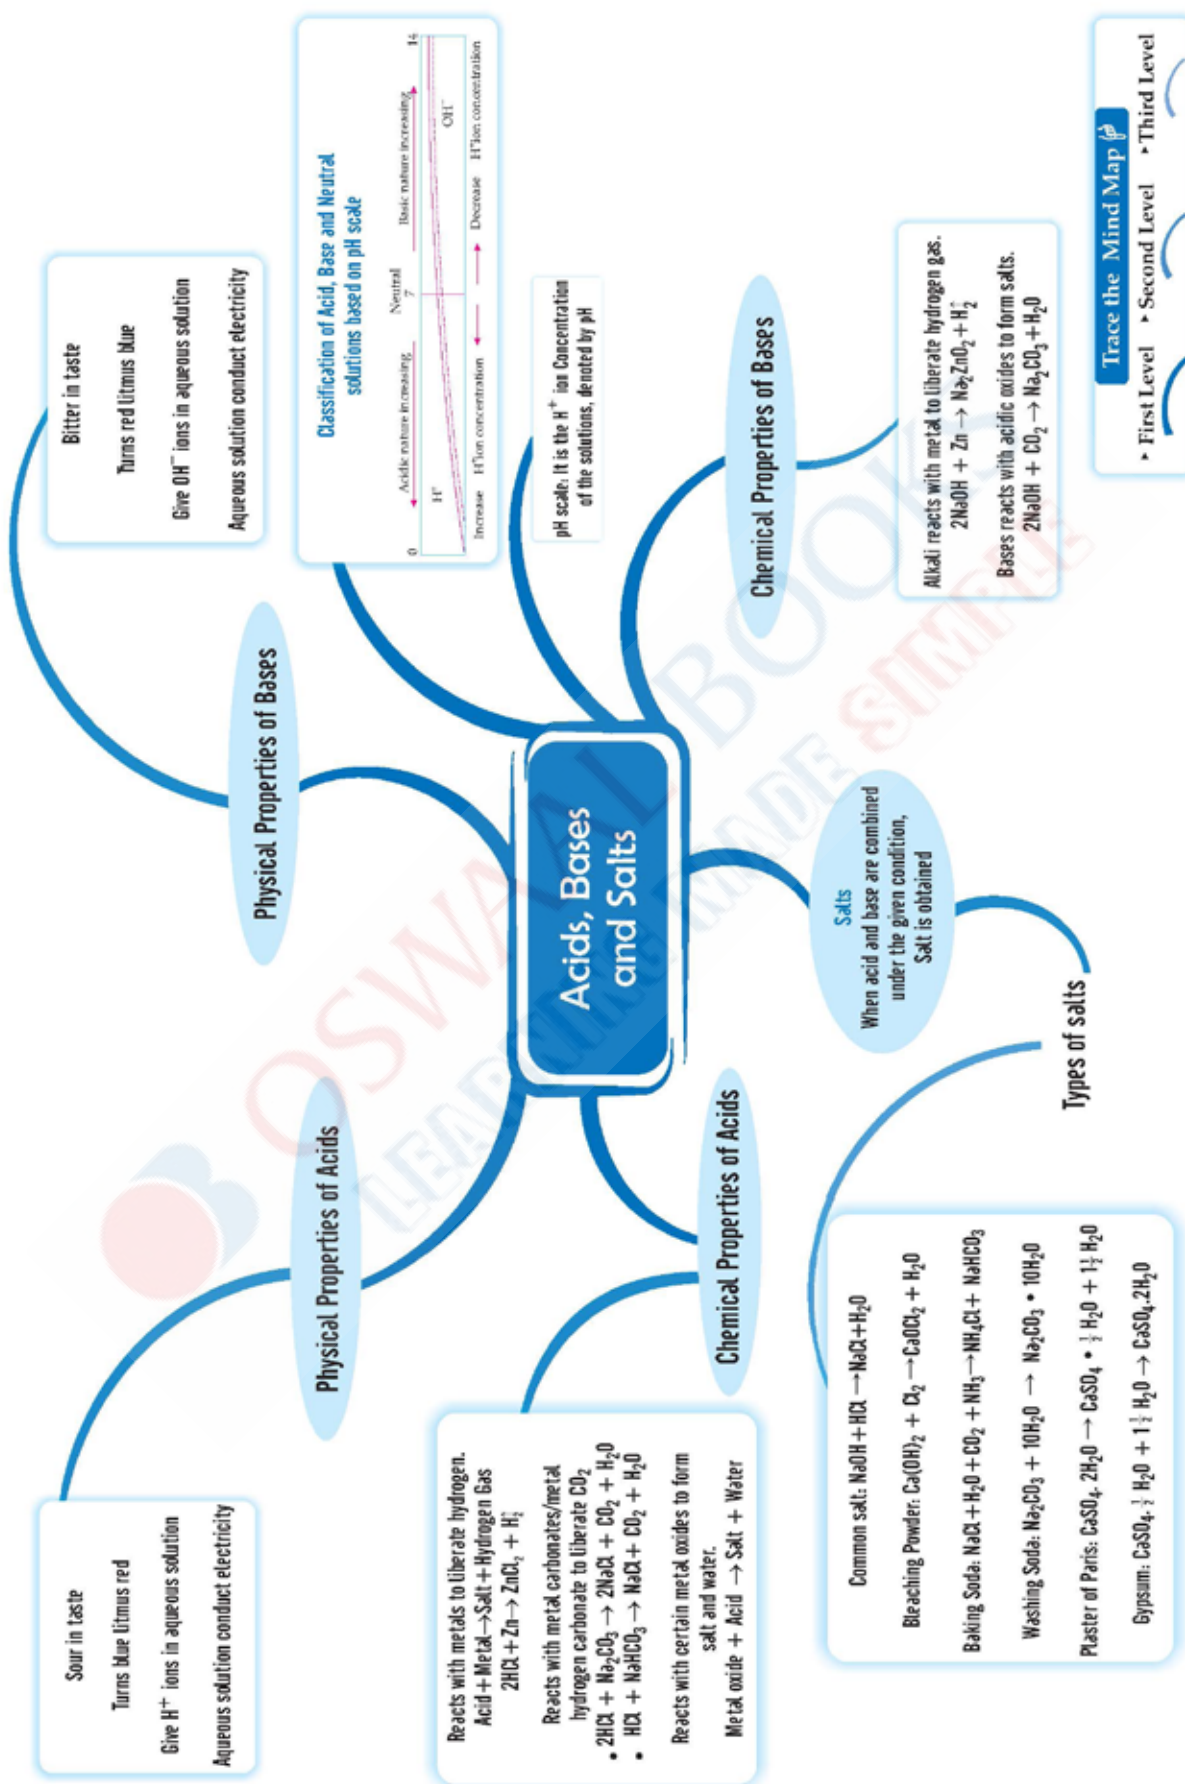 Acids, Bases
and Salts
Physical Properties of Acids
Sour in taste
Turns blue litmus red
Give H⁺ ions in aqueous solution
Aqueous solution conduct electricity
Physical Properties of Bases
Bitter in taste
Turns red litmus blue
Give OH⁻ ions in aqueous solution
Aqueous solution conduct electricity
Classification of Acid, Base and Neutral
solutions based on pH scale
Acidic nature increasing Neutral Basic nature increasing
0 7 14
H⁺ OH⁻
Increase H⁺ion concentration Decrease H⁺ion concentration
pH scale: It is the H⁺ ion Concentration
of the solutions, denoted by pH
Chemical Properties of Acids
Reacts with metals to liberate hydrogen.
Acid + Metal → Salt + Hydrogen Gas
2HCl + Zn → ZnCl₂ + H₂↑
Reacts with metal carbonates/metal
hydrogen carbonate to liberate CO₂
• 2HCl + Na₂CO₃ → 2NaCl + CO₂ + H₂O
• HCl + NaHCO₃ → NaCl + CO₂ + H₂O
Reacts with certain metal oxides to form
salt and water.
Metal oxide + Acid → Salt + Water
Chemical Properties of Bases
Alkali reacts with metal to liberate hydrogen gas.
2NaOH + Zn → Na₂ZnO₂ + H₂↑
Bases reacts with acidic oxides to form salts.
2NaOH + CO₂ → Na₂CO₃ + H₂O
Salts
When acid and base are combined
under the given condition,
Salt is obtained
Types of salts
Common salt: NaOH + HCl → NaCl + H₂O
Bleaching Powder: Ca(OH)₂ + Cl₂ → CaOCl₂ + H₂O
Baking Soda: NaCl + H₂O + CO₂ + NH₃ → NH₄Cl + NaHCO₃
Washing Soda: Na₂CO₃ + 10H₂O → Na₂CO₃ • 10H₂O
Plaster of Paris: CaSO₄. 2H₂O → CaSO₄ • ½ H₂O + 1½ H₂O
Gypsum: CaSO₄.½ H₂O + 1½ H₂O → CaSO₄.2H₂O
Trace the Mind Map
▸ First Level ▸ Second Level ▸ Third Level
OSWAAL BOOKS
LEARNING MADE SIMPLE